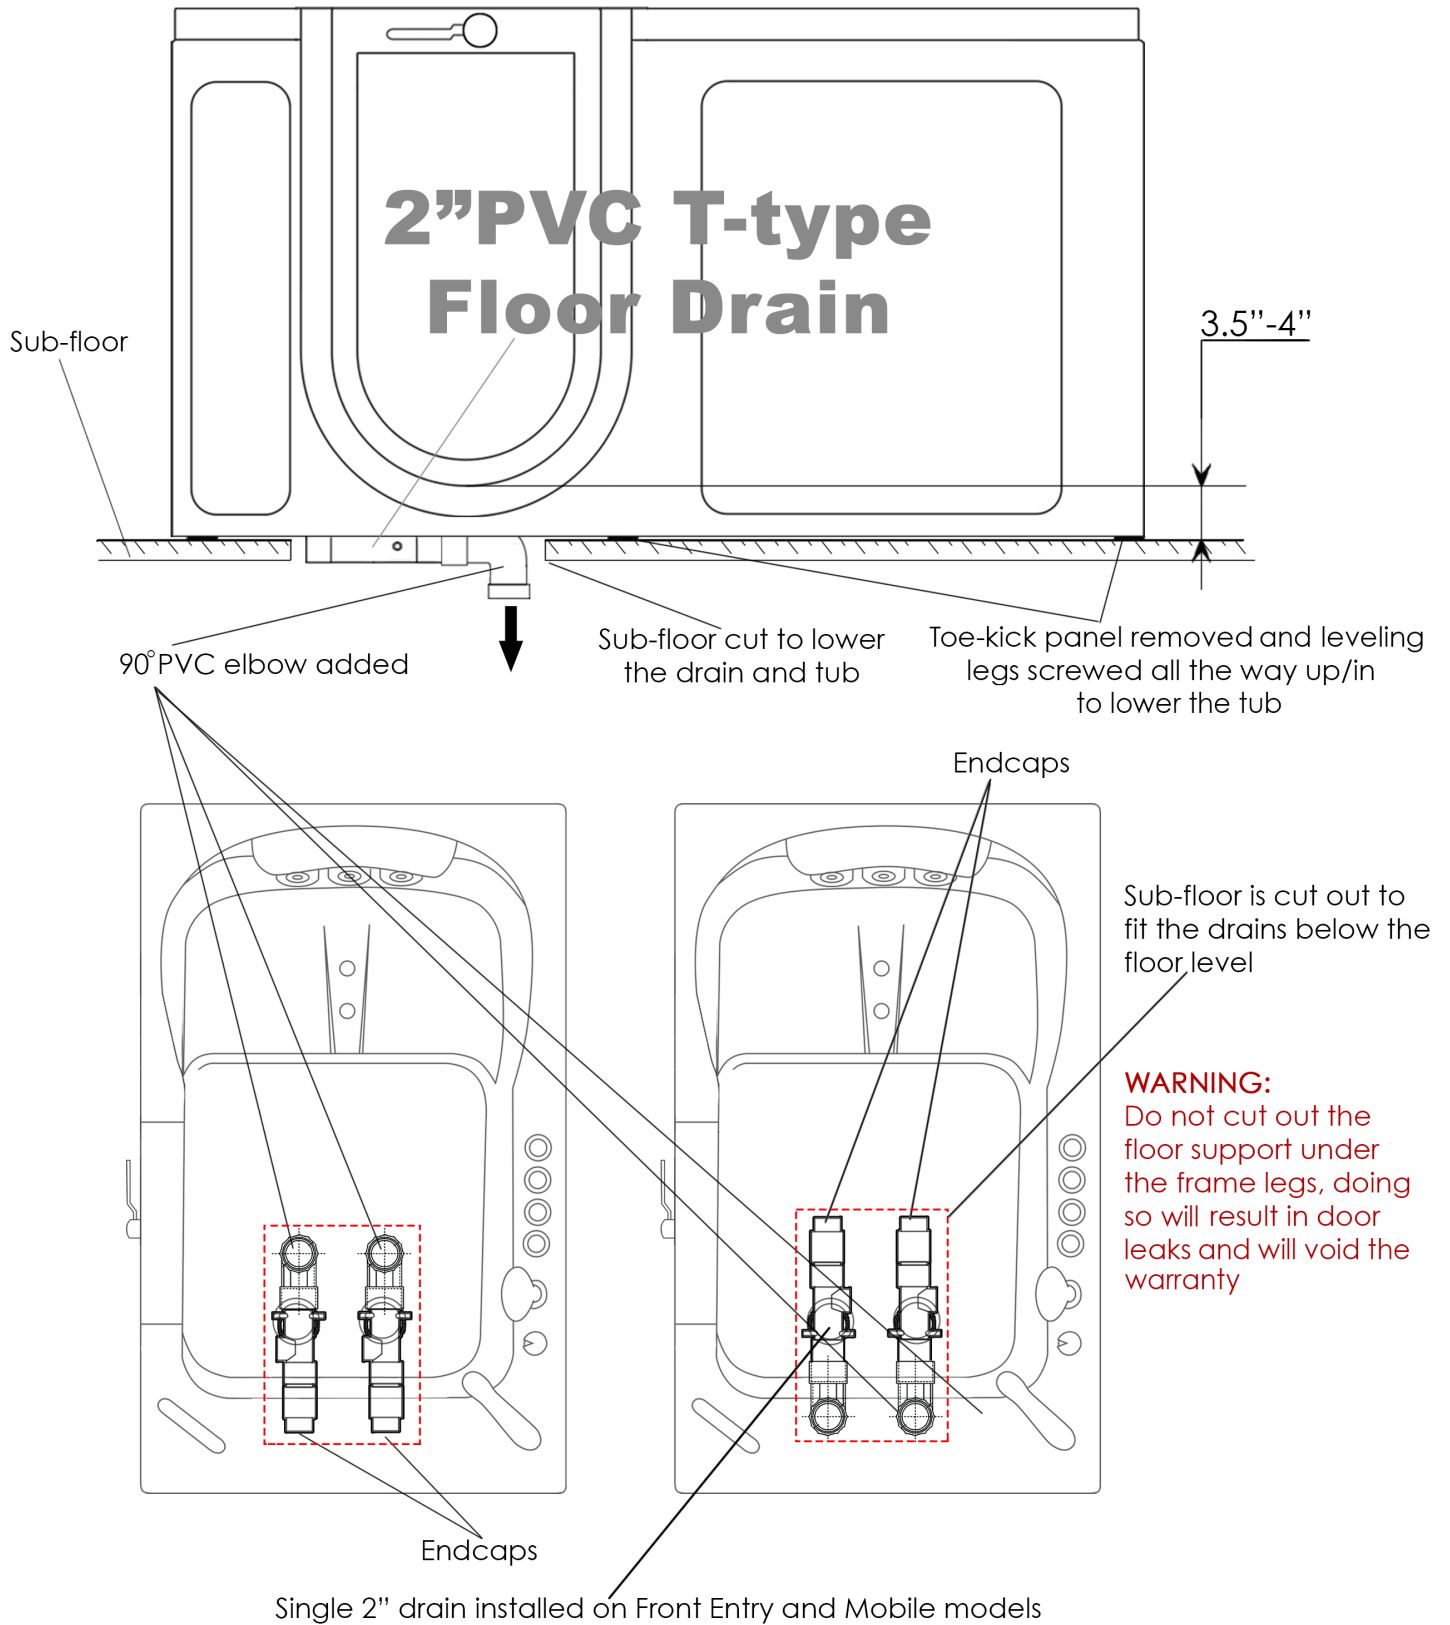 2”PVC T-type
Floor Drain
3.5”-4”
Sub-floor
90°PVC elbow added
Sub-floor cut to lower
the drain and tub
Toe-kick panel removed and leveling
legs screwed all the way up/in
to lower the tub
Endcaps
Sub-floor is cut out to
fit the drains below the
floor level
WARNING:
Do not cut out the
floor support under
the frame legs, doing
so will result in door
leaks and will void the
warranty
Endcaps
Single 2” drain installed on Front Entry and Mobile models